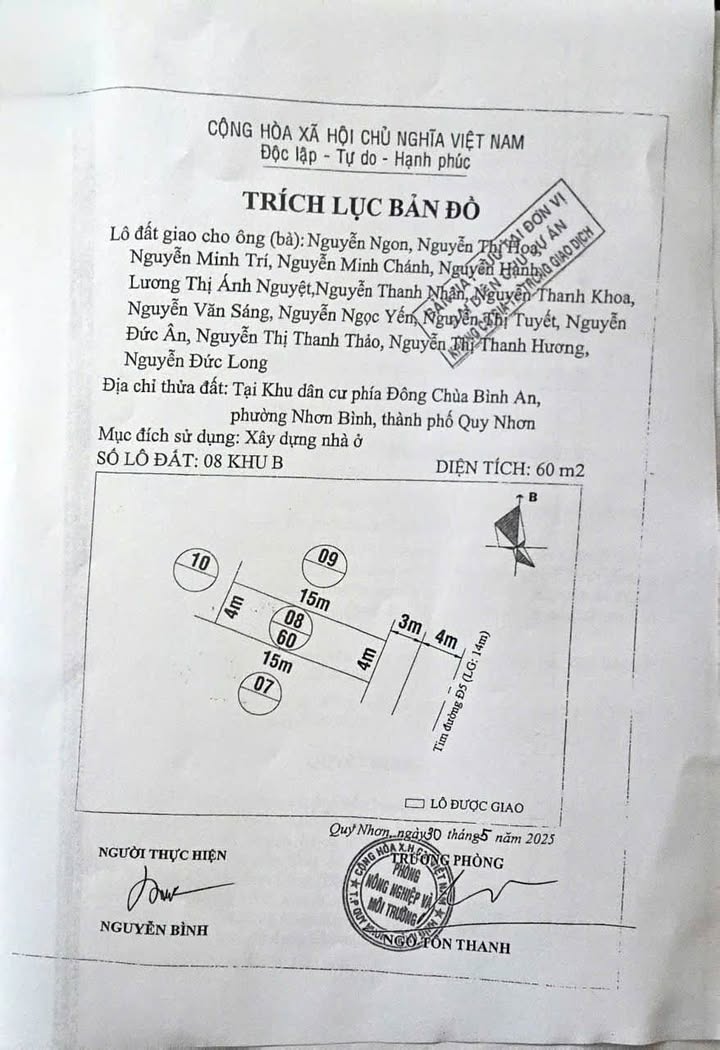 CỘNG HÒA XÃ HỘI CHỦ NGHĨA VIỆT NAM
Độc lập - Tự do - Hạnh phúc
TRÍCH LỤC BẢN ĐỒ
Lô đất giao cho ông (bà): Nguyễn Ngon, Nguyễn Thị Hoa,
Nguyễn Minh Trí, Nguyễn Minh Chánh, Nguyễn Hành,
Lương Thị Ánh Nguyệt,Nguyễn Thanh Nhân, Nguyễn Thanh Khoa,
Nguyễn Văn Sáng, Nguyễn Ngọc Yến, Nguyễn Thị Tuyết, Nguyễn
Đức Ân, Nguyễn Thị Thanh Thảo, Nguyễn Thị Thanh Hương,
Nguyễn Đức Long
Địa chỉ thửa đất: Tại Khu dân cư phía Đông Chùa Bình An,
phường Nhơn Bình, thành phố Quy Nhơn
Mục đích sử dụng: Xây dựng nhà ở
SỐ LÔ ĐẤT: 08 KHU B
DIỆN TÍCH: 60 m2
B
10
09
4m
15m
08
60
3m
4m
15m
4m
07
Tim đường Đ5 (LG: 14m)
LÔ ĐƯỢC GIAO
Quy Nhơn, ngày 30 tháng 5 năm 2025
NGƯỜI THỰC HIỆN
TRƯỞNG PHÒNG
PHÒNG
NÔNG NGHIỆP VÀ
MÔI TRƯỜNG
NGUYỄN BÌNH
NGÔ TÔN THANH